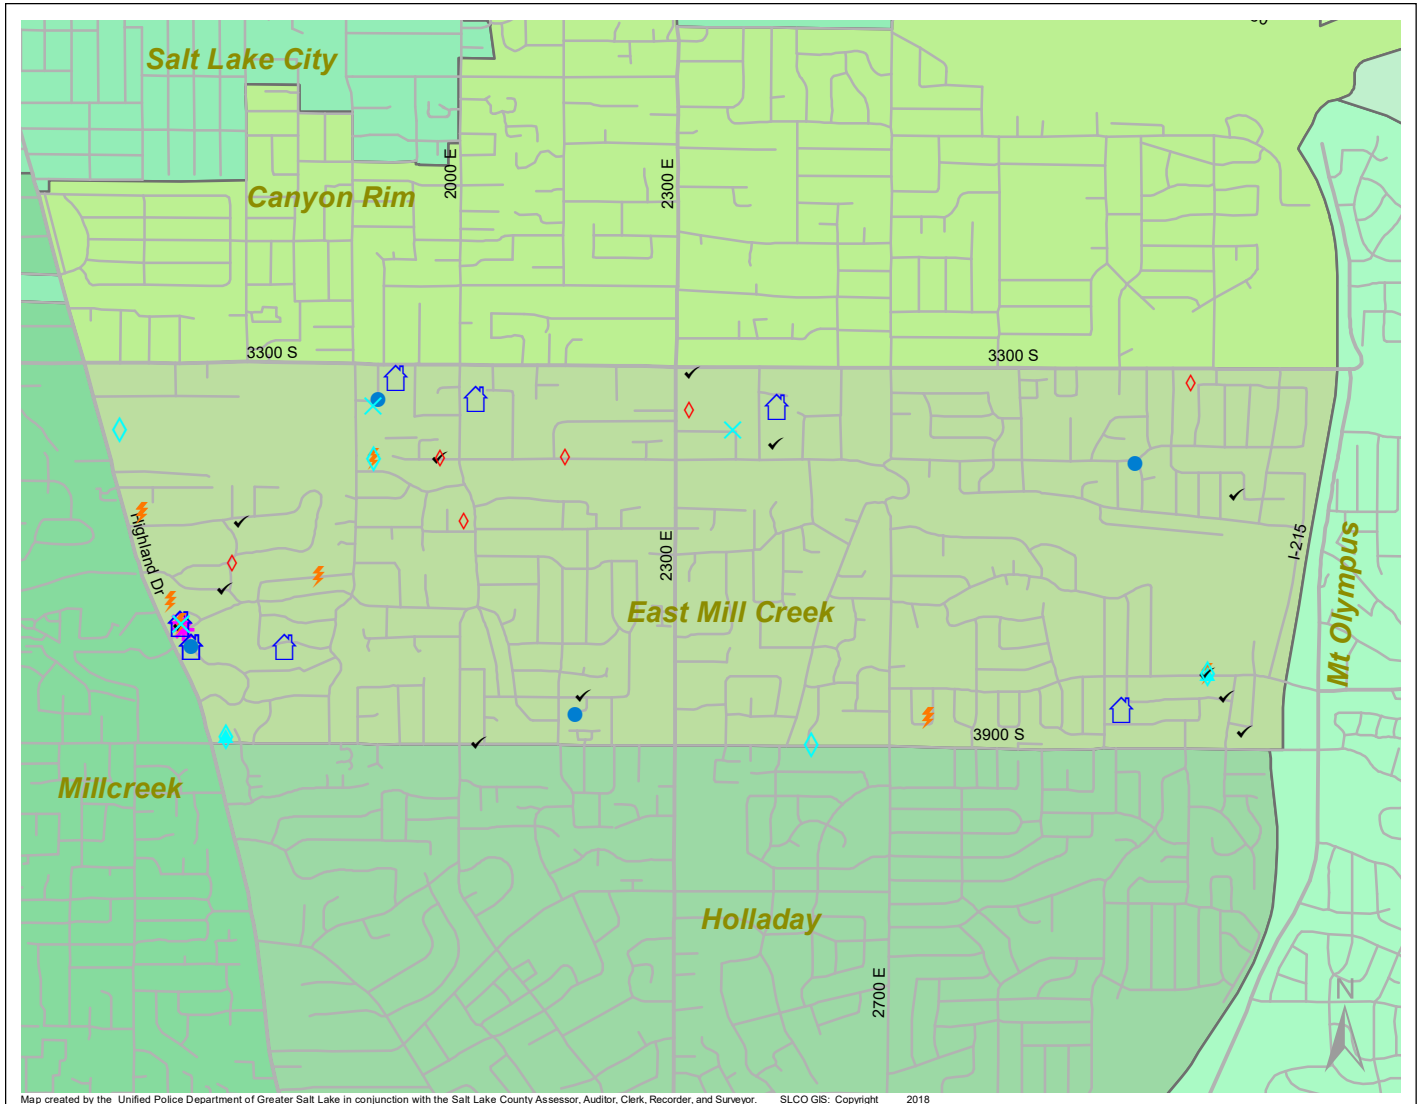 Salt Lake City
Canyon Rim
2000 E
2300 E
3300 S
3300 S
Highland Dr
2300 E
I-215
East Mill Creek
Mt Olympus
3900 S
Millcreek
Holladay
2700 E
N
Map created by the Unified Police Department of Greater Salt Lake in conjunction with the Salt Lake County Assessor, Auditor, Clerk, Recorder, and Surveyor. SLCO GIS: Copyright 2018